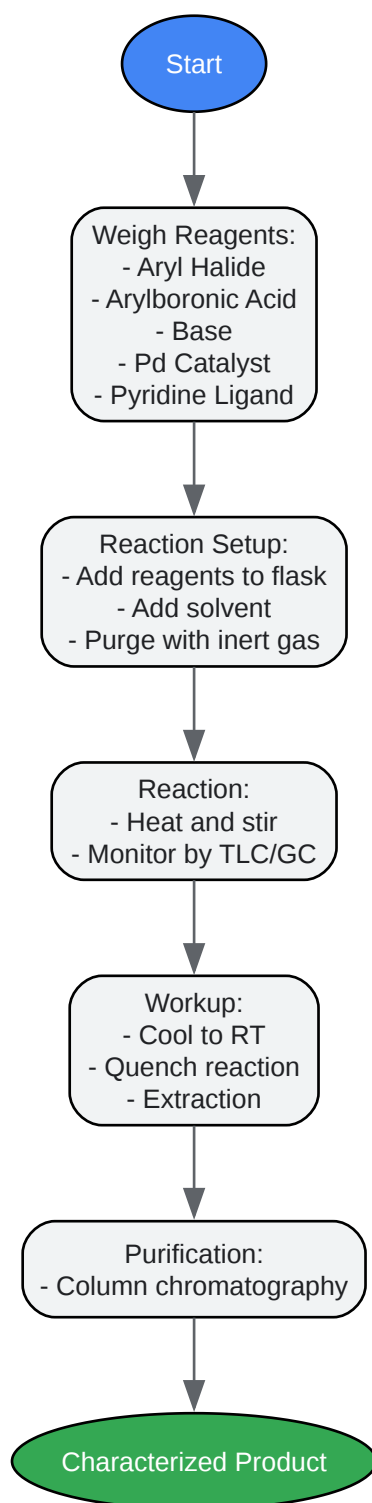 Start
Weigh Reagents:
- Aryl Halide
- Arylboronic Acid
- Base
- Pd Catalyst
- Pyridine Ligand
Reaction Setup:
- Add reagents to flask
- Add solvent
- Purge with inert gas
Reaction:
- Heat and stir
- Monitor by TLC/GC
Workup:
- Cool to RT
- Quench reaction
- Extraction
Purification:
- Column chromatography
Characterized Product